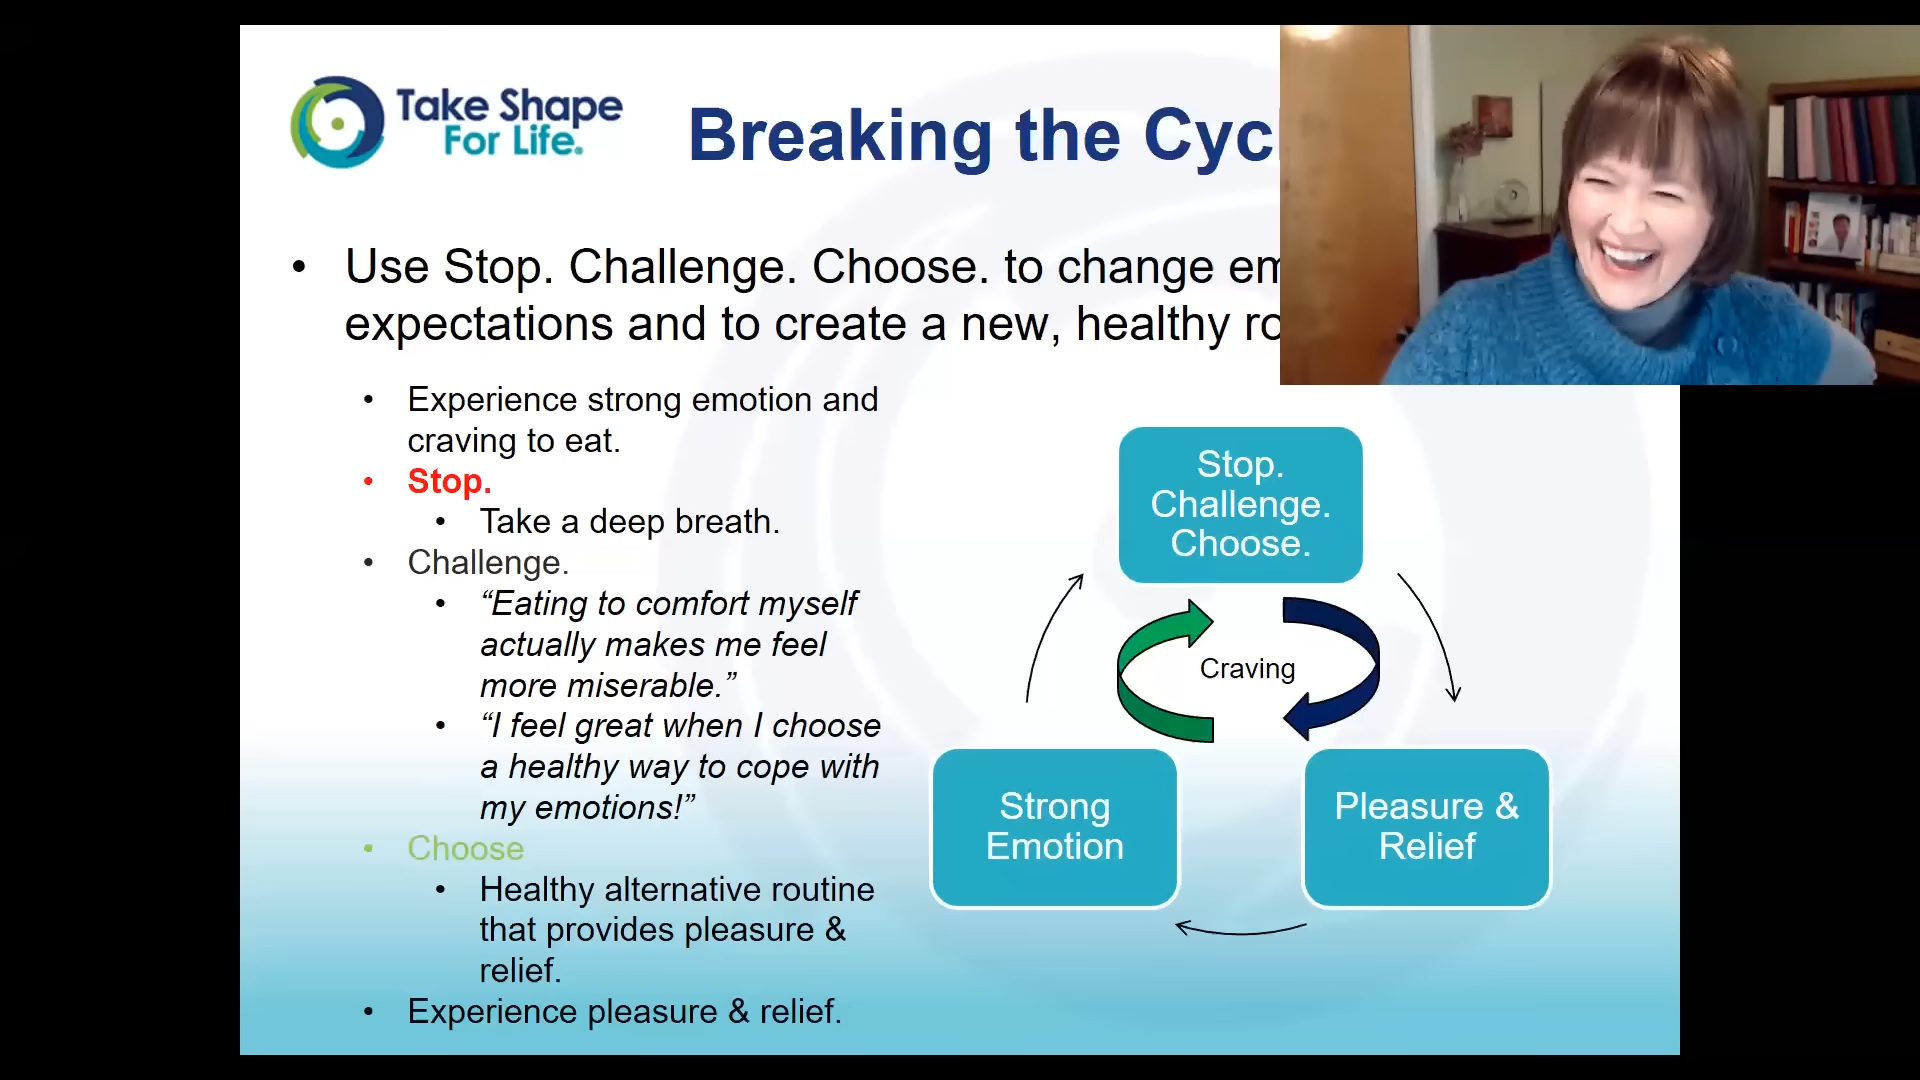 Take Shape
For Life.
Breaking the Cyc
• Use Stop. Challenge. Choose. to change em
expectations and to create a new, healthy ro
• Experience strong emotion and
craving to eat.
• Stop.
• Take a deep breath.
• Challenge.
• “Eating to comfort myself
actually makes me feel
more miserable.”
• “I feel great when I choose
a healthy way to cope with
my emotions!”
• Choose
• Healthy alternative routine
that provides pleasure &
relief.
• Experience pleasure & relief.
Stop.
Challenge.
Choose.
Craving
Strong
Emotion
Pleasure &
Relief